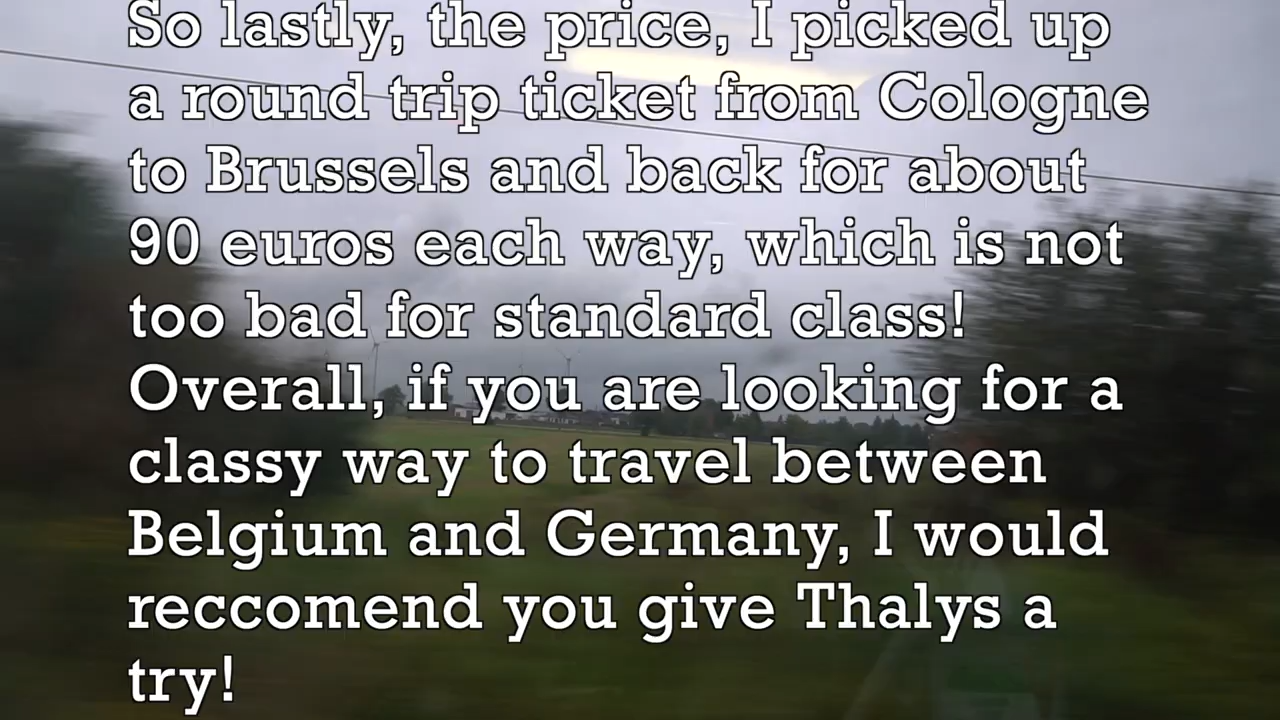 So lastly, the price, I picked up
a round trip ticket from Cologne
to Brussels and back for about
90 euros each way, which is not
too bad for standard class!
Overall, if you are looking for a
classy way to travel between
Belgium and Germany, I would
reccomend you give Thalys a
try!